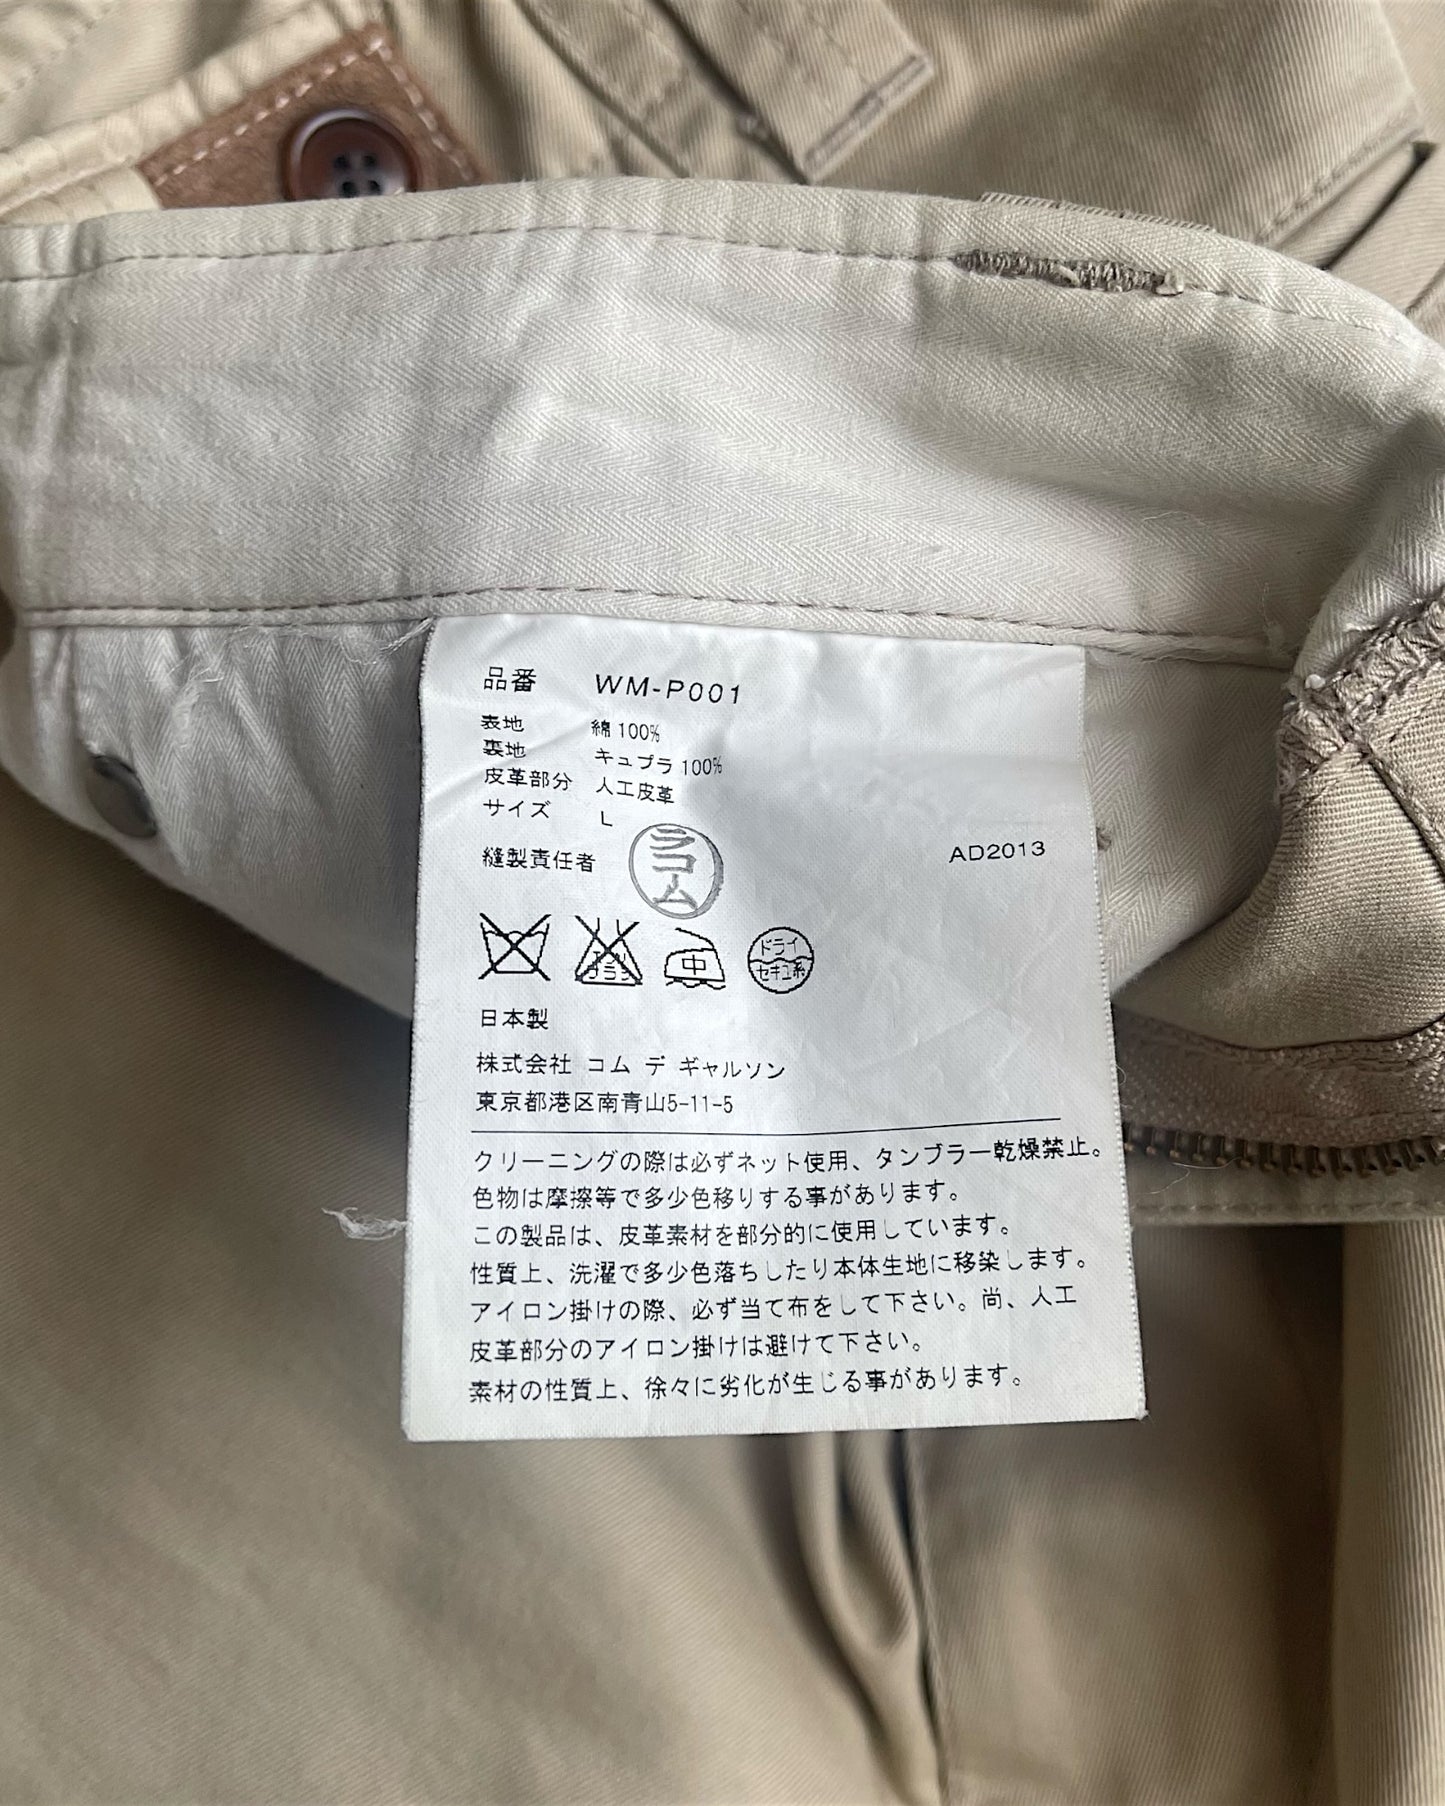 品番 WM-P001
表地 綿 100%
裏地 キュプラ 100%
皮革部分 人工皮革
サイズ L
縫製責任者 ラコーム AD2013
中 ドライ
セキユ系
日本製
株式会社 コム デ ギャルソン
東京都港区南青山5-11-5
クリーニングの際は必ずネット使用、タンブラー乾燥禁止。
色物は摩擦等で多少色移りする事があります。
この製品は、皮革素材を部分的に使用しています。
性質上、洗濯で多少色落ちしたり本体生地に移染します。
アイロン掛けの際、必ず当て布をして下さい。尚、人工
皮革部分のアイロン掛けは避けて下さい。
素材の性質上、徐々に劣化が生じる事があります。